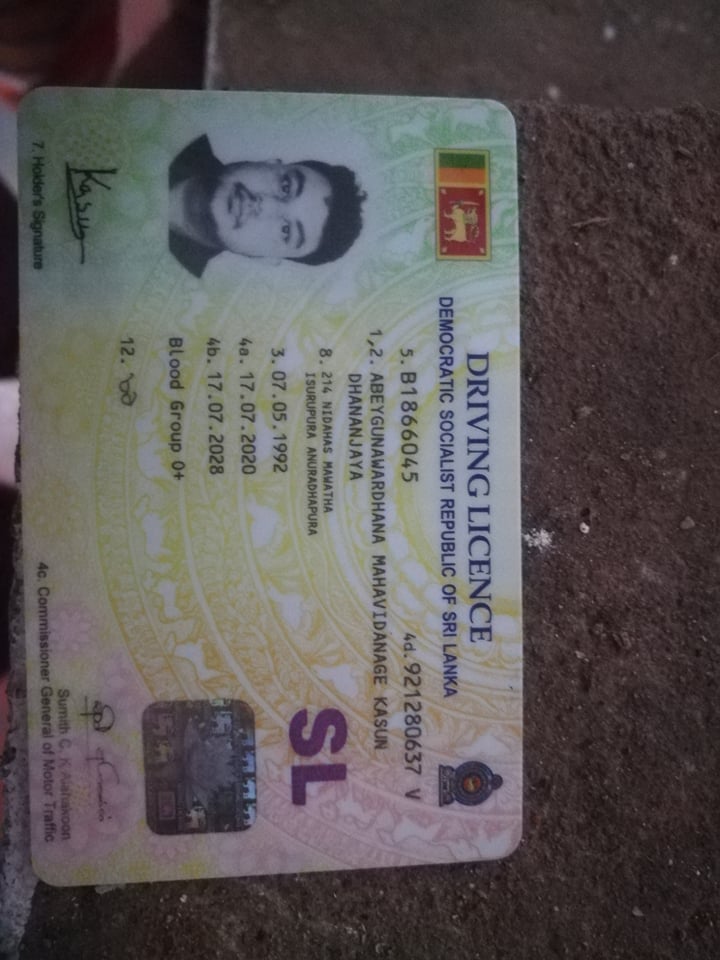 DRIVING LICENCE
DEMOCRATIC SOCIALIST REPUBLIC OF SRI LANKA
5. B1866045 4d. 921280637 V
1,2. ABEYGUNAWARDHANA MAHAVIDANAGE KASUN
DHANANJAYA
8. 214 NIDAHAS MAWATHA
ISURUPURA ANURADHAPURA
SL
3. 07.05.1992
4a. 17.07.2020
4b. 17.07.2028
Blood Group O+
12.
Kasun
7. Holder's Signature
Sumith C. K Alahakoon
4c. Commissioner General of Motor Traffic